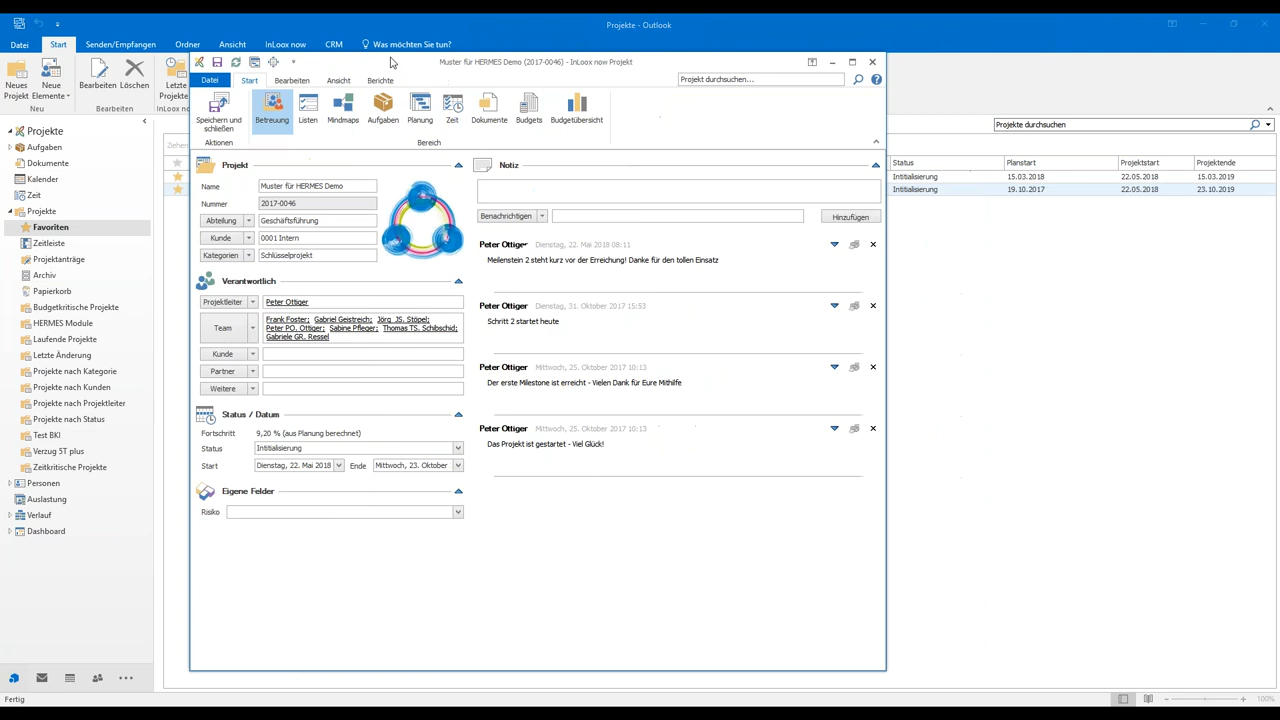 Projekte - Outlook
Datei Start Senden/Empfangen Ordner Ansicht InLoox now CRM Was möchten Sie tun?
Neues Projekt
Neue Elemente
Bearbeiten
Löschen
Letzte Projekte
Neu
Bearbeiten
InLoox no
Projekte
Aufgaben
Dokumente
Kalender
Zeit
Projekte
Favoriten
Zeitleiste
Projektanträge
Archiv
Papierkorb
Budgetkritische Projekte
HERMES Module
Laufende Projekte
Letzte Änderung
Projekte nach Kategorie
Projekte nach Kunden
Projekte nach Projektleiter
Projekte nach Status
Test BKI
Verzug 5T plus
Zeitkritische Projekte
Personen
Auslastung
Verlauf
Dashboard
Fertig
Muster für HERMES Demo (2017-0046) - InLoox now Projekt
Datei Start Bearbeiten Ansicht Berichte
Projekt durchsuchen...
Speichern und schließen
Betreuung
Listen
Mindmaps
Aufgaben
Planung
Zeit
Dokumente
Budgets
Budgetübersicht
Aktionen
Bereich
Projekt
Name Muster für HERMES Demo
Nummer 2017-0046
Abteilung Geschäftsführung
Kunde 0001 Intern
Kategorien Schlüsselprojekt
Verantwortlich
Projektleiter Peter Ottiger
Team Frank Foster; Gabriel Geistreich; Jörg JS. Stöpel;
Peter PO. Ottiger; Sabine Pfleger; Thomas TS. Schibschid;
Gabriele GR. Ressel
Kunde
Partner
Weitere
Status / Datum
Fortschritt 9,20 % (aus Planung berechnet)
Status Intitialisierung
Start Dienstag, 22. Mai 2018 Ende Mittwoch, 23. Oktober
Eigene Felder
Risiko
Notiz
Benachrichtigen Hinzufügen
Peter Ottiger Dienstag, 22. Mai 2018 08:11
Meilenstein 2 steht kurz vor der Erreichung! Danke für den tollen Einsatz
Peter Ottiger Dienstag, 31. Oktober 2017 15:53
Schritt 2 startet heute
Peter Ottiger Mittwoch, 25. Oktober 2017 10:13
Der erste Milestone ist erreicht - Vielen Dank für Eure Mithilfe
Peter Ottiger Mittwoch, 25. Oktober 2017 10:13
Das Projekt ist gestartet - Viel Glück!
Ziehen
Projekte durchsuchen
Status Planstart Projektstart Projektende
Intitialisierung 15.03.2018 22.05.2018 15.03.2019
Intitialisierung 19.10.2017 22.05.2018 23.10.2019
100%